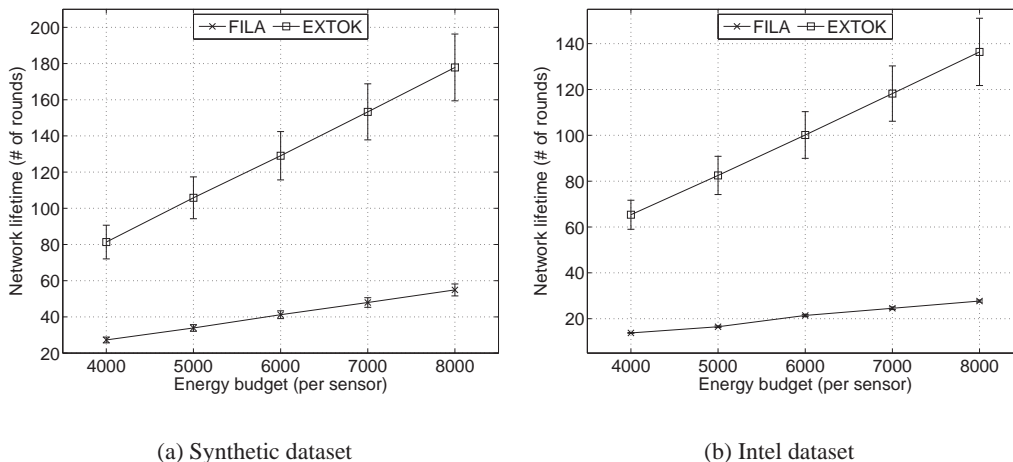 FILA EXTOK
200
180
160
140
120
100
80
60
40
20
Network lifetime (# of rounds)
4000 5000 6000 7000 8000
Energy budget (per sensor)
(a) Synthetic dataset
FILA EXTOK
140
120
100
80
60
40
20
Network lifetime (# of rounds)
4000 5000 6000 7000 8000
Energy budget (per sensor)
(b) Intel dataset